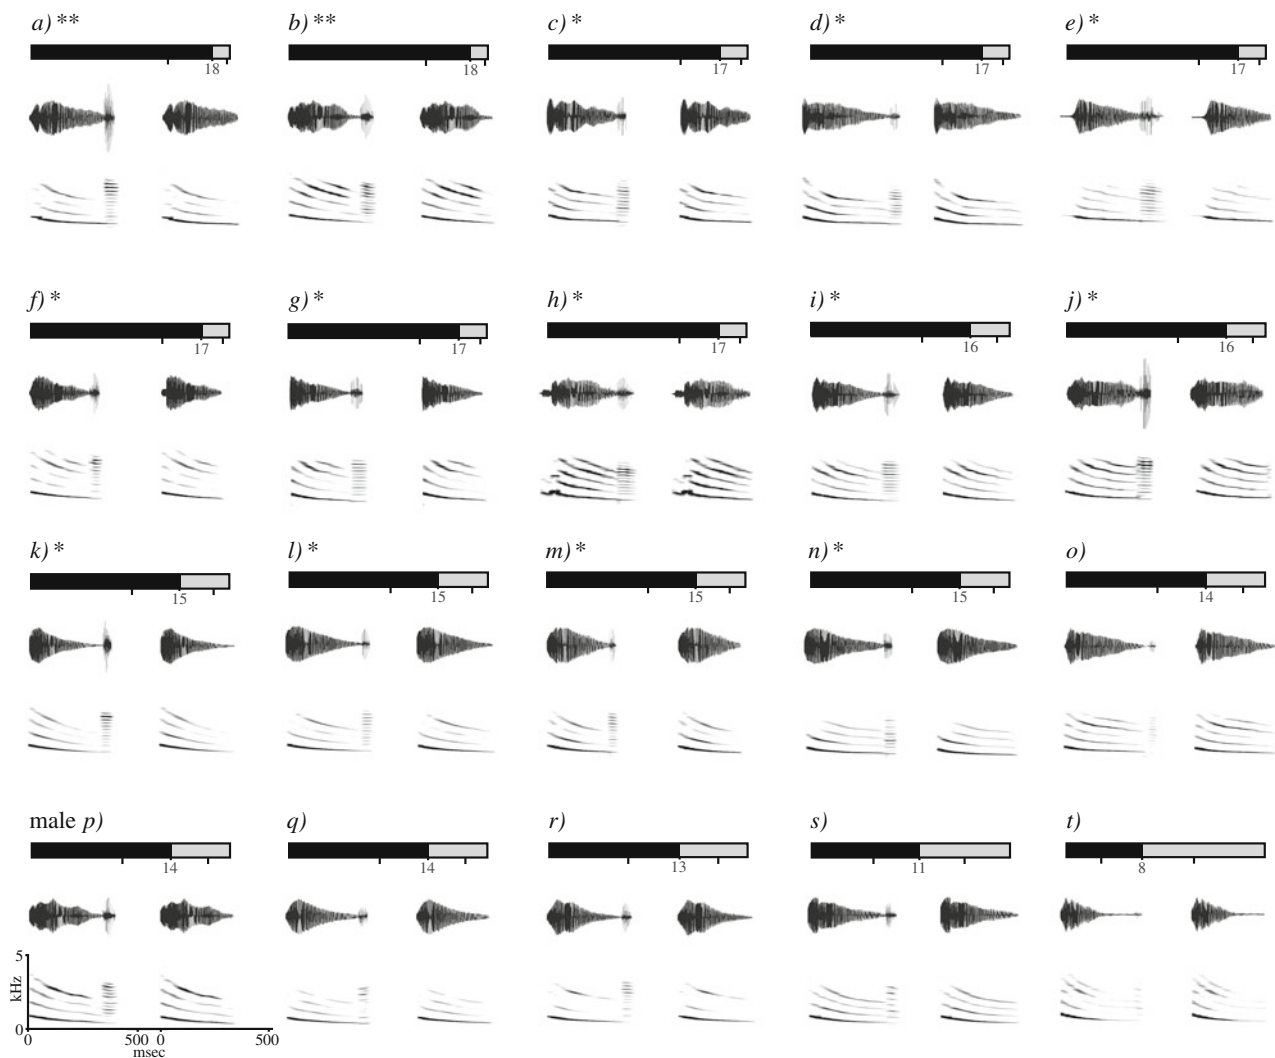 a) ** b) ** c) * d) * e) *
18 18 17 17 17
f) * g) * h) * i) * j) *
17 17 17 16 16
k) * l) * m) * n) * o)
15 15 15 15 14
male p) q) r) s) t)
14 14 13 11 8
5
kHz
0
0 500 0 500
msec